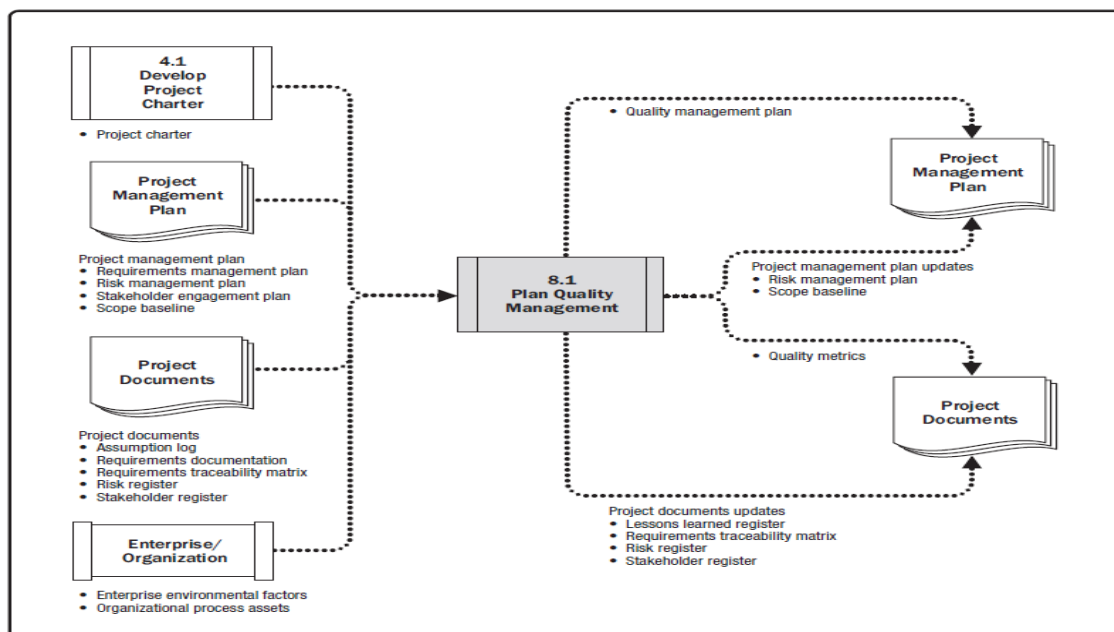 4.1
Develop
Project
Charter
• Project charter
Project
Management
Plan
Project management plan
• Requirements management plan
• Risk management plan
• Stakeholder engagement plan
• Scope baseline
Project
Documents
Project documents
• Assumption log
• Requirements documentation
• Requirements traceability matrix
• Risk register
• Stakeholder register
Enterprise/
Organization
• Enterprise environmental factors
• Organizational process assets
8.1
Plan Quality
Management
• Quality management plan
Project
Management
Plan
Project management plan updates
• Risk management plan
• Scope baseline
• Quality metrics
Project
Documents
Project documents updates
• Lessons learned register
• Requirements traceability matrix
• Risk register
• Stakeholder register